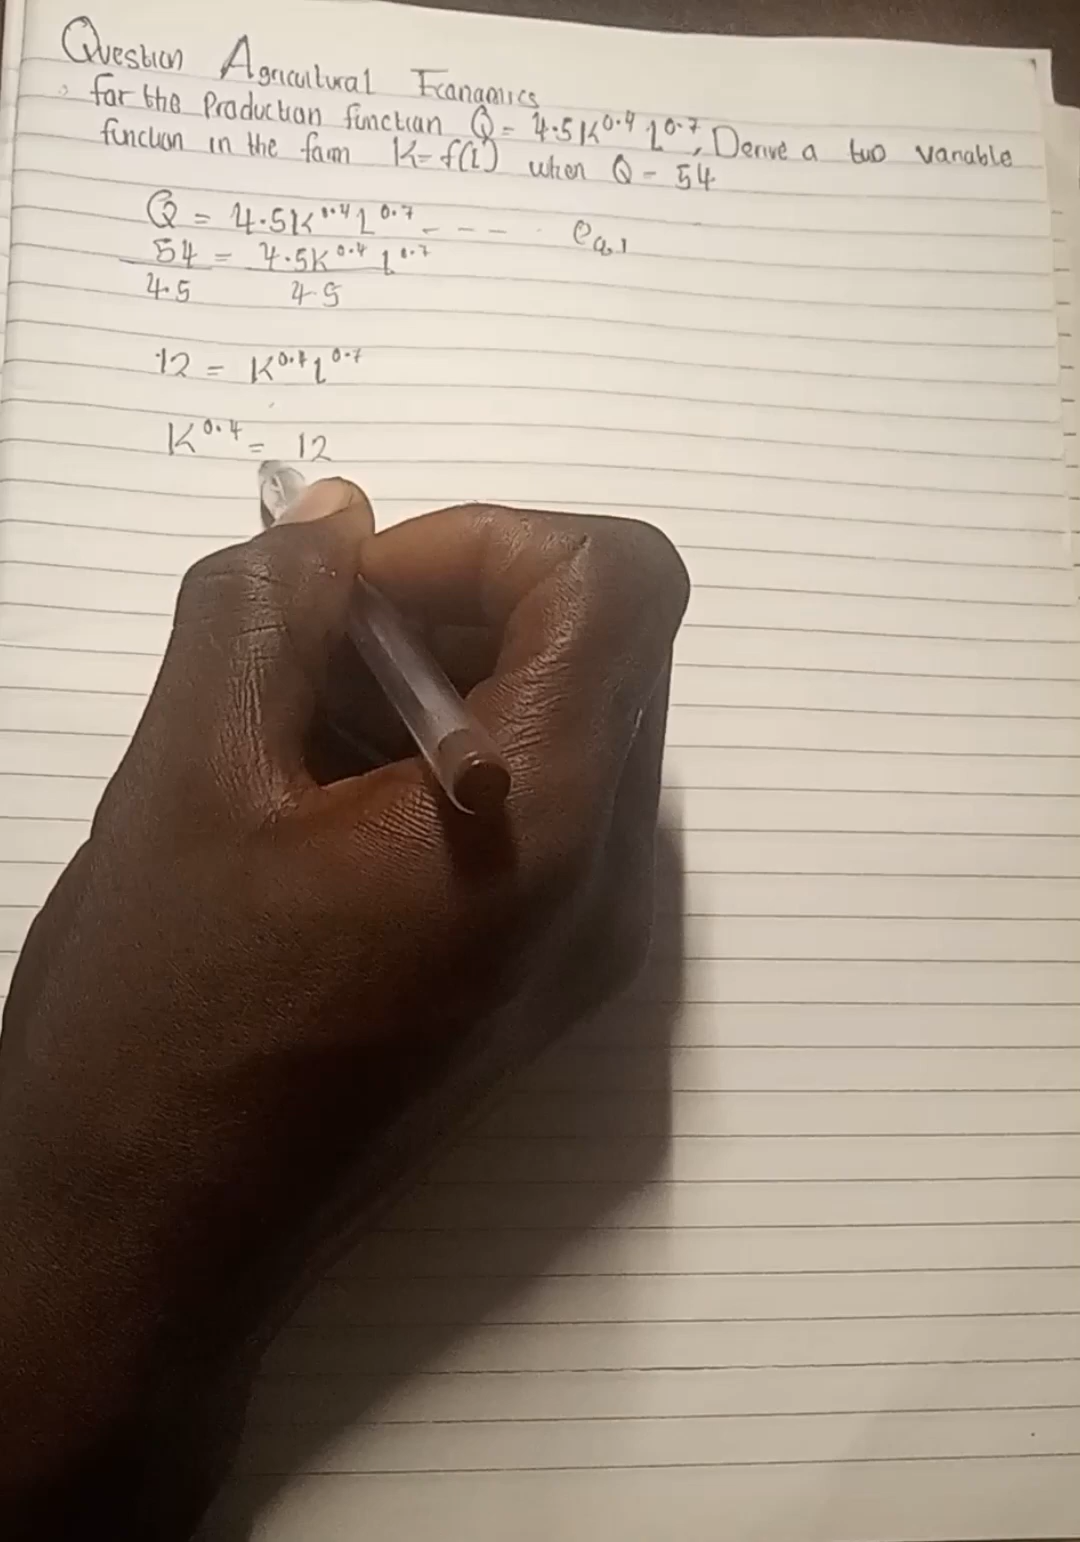 Question Agricultural Economics
for the Production function Q = 4.5K^0.4 L^0.7, Derive a two variable
function in the form K = f(L) when Q = 54
Q = 4.5K^0.4 L^0.7 - - - - eq, 1
54 = 4.5K^0.4 L^0.7
4.5 4.5
12 = K^0.4 L^0.7
K^0.4 = 12